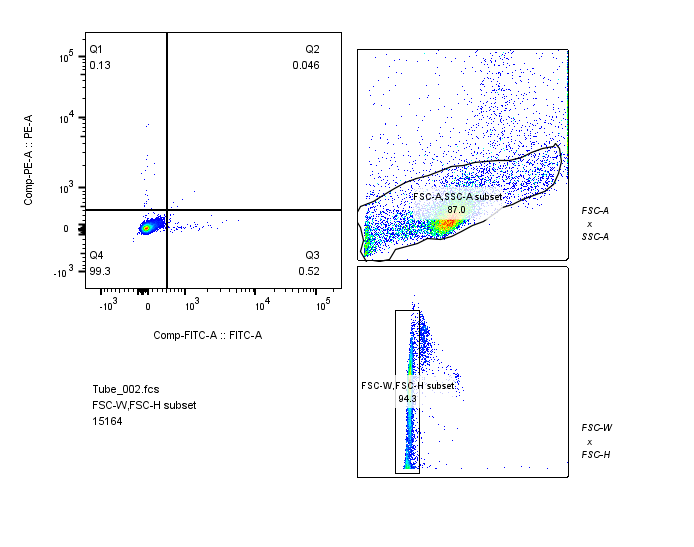 Q1
0.13
Q2
0.046
Q4
99.3
Q3
0.52
10^5
10^4
10^3
0
-10^3
-10^3
0
10^3
10^4
10^5
Comp-PE-A :: PE-A
Comp-FITC-A :: FITC-A
Tube_002.fcs
FSC-W,FSC-H subset
15164
FSC-A,SSC-A subset
87.0
FSC-A
x
SSC-A
FSC-W,FSC-H subset
94.3
FSC-W
x
FSC-H